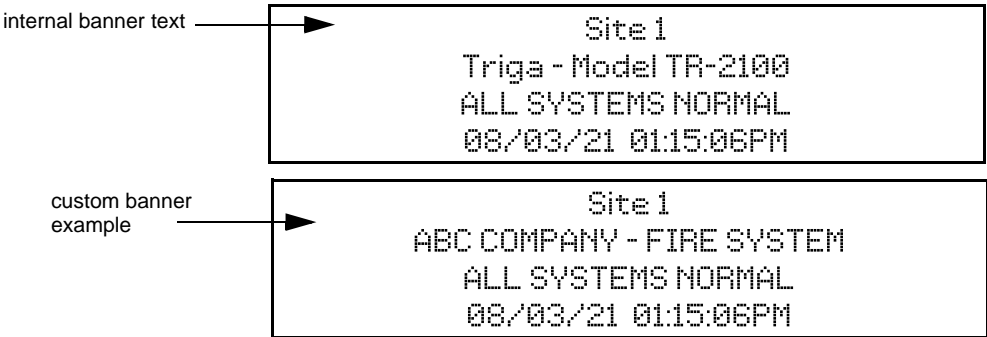 internal banner text
Site 1
Triga - Model TR-2100
ALL SYSTEMS NORMAL
08/03/21 01:15:06PM
custom banner
example
Site 1
ABC COMPANY - FIRE SYSTEM
ALL SYSTEMS NORMAL
08/03/21 01:15:06PM